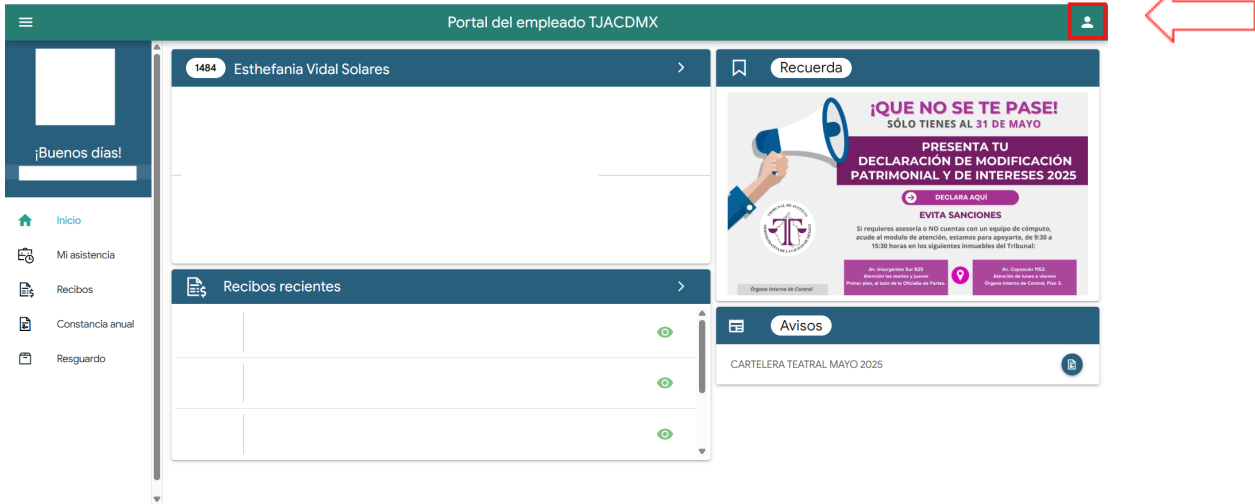 Portal del empleado TJACDMX
¡Buenos días!
Inicio
Mi asistencia
Recibos
Constancia anual
Resguardo
1484 Esthefania Vidal Solares
Recibos recientes
Recuerda
¡QUE NO SE TE PASE!
SÓLO TIENES AL 31 DE MAYO
PRESENTA TU
DECLARACIÓN DE MODIFICACIÓN
PATRIMONIAL Y DE INTERESES 2025
DECLARA AQUÍ
EVITA SANCIONES
Si requieres asesoría o NO cuentas con un equipo de cómputo,
acude al modulo de atención, estamos para apoyarte, de 9:30 a
15:30 horas en los siguientes inmuebles del Tribunal:
Av. Insurgentes Sur 825
Atención los martes y jueves
Primer piso, al lado de la Oficialía de Partes.
Av. Coyoacán 1153.
Atención de lunes a viernes
Órgano Interno de Control, Piso 3.
Órgano Interno de Control
Avisos
CARTELERA TEATRAL MAYO 2025